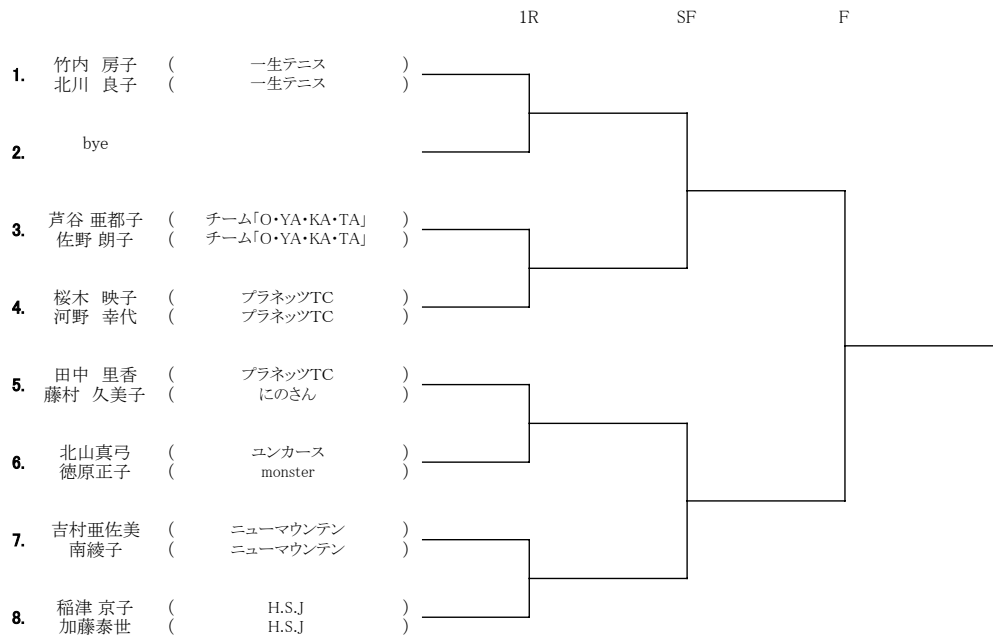 1R SF F
竹内 房子 ( 一生テニス )
1.
北川 良子 ( 一生テニス )
2. bye
芦谷 亜都子 ( チーム「O・YA・KA・TA」 )
3.
佐野 朗子 ( チーム「O・YA・KA・TA」 )
桜木 映子 ( プラネッツTC )
4.
河野 幸代 ( プラネッツTC )
田中 里香 ( プラネッツTC )
5.
藤村 久美子 ( にのさん )
北山真弓 ( ユンカース )
6.
徳原正子 ( monster )
吉村亜佐美 ( ニューマウンテン )
7.
南綾子 ( ニューマウンテン )
稲津 京子 ( H.S.J )
8.
加藤泰世 ( H.S.J )